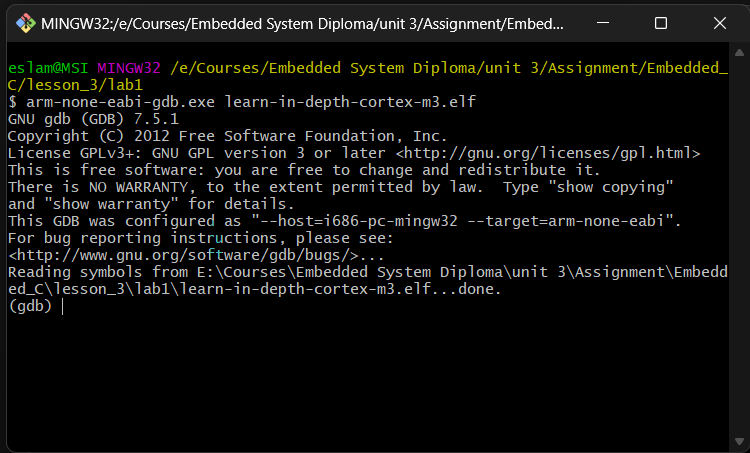 MINGW32:/e/Courses/Embedded System Diploma/unit 3/Assignment/Embed...
eslam@MSI MINGW32 /e/Courses/Embedded System Diploma/unit 3/Assignment/Embedded_
C/lesson_3/lab1
$ arm-none-eabi-gdb.exe learn-in-depth-cortex-m3.elf
GNU gdb (GDB) 7.5.1
Copyright (C) 2012 Free Software Foundation, Inc.
License GPLv3+: GNU GPL version 3 or later <http://gnu.org/licenses/gpl.html>
This is free software: you are free to change and redistribute it.
There is NO WARRANTY, to the extent permitted by law.  Type "show copying"
and "show warranty" for details.
This GDB was configured as "--host=i686-pc-mingw32 --target=arm-none-eabi".
For bug reporting instructions, please see:
<http://www.gnu.org/software/gdb/bugs/>...
Reading symbols from E:\Courses\Embedded System Diploma\unit 3\Assignment\Embedd
ed_C\lesson_3\lab1\learn-in-depth-cortex-m3.elf...done.
(gdb)